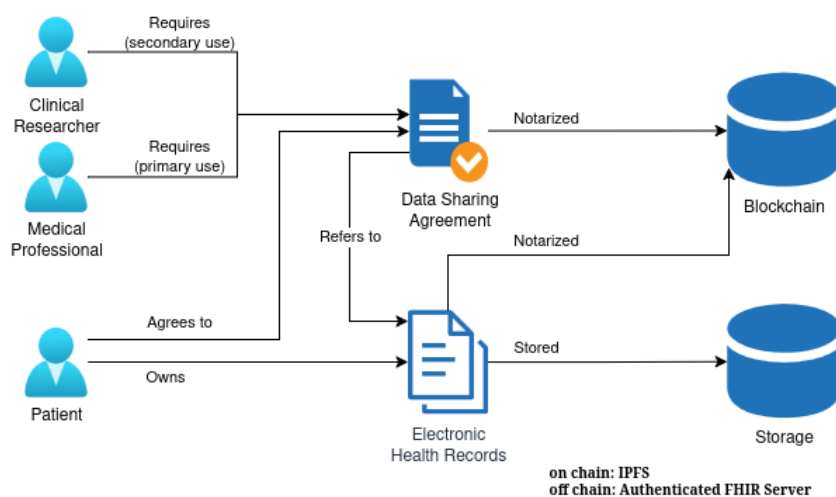 Requires
(secondary use)
Clinical
Researcher
Requires
(primary use)
Medical
Professional
Data Sharing
Agreement
Notarized
Blockchain
Refers to
Notarized
Agrees to
Owns
Patient
Electronic
Health Records
Stored
Storage
on chain: IPFS
off chain: Authenticated FHIR Server